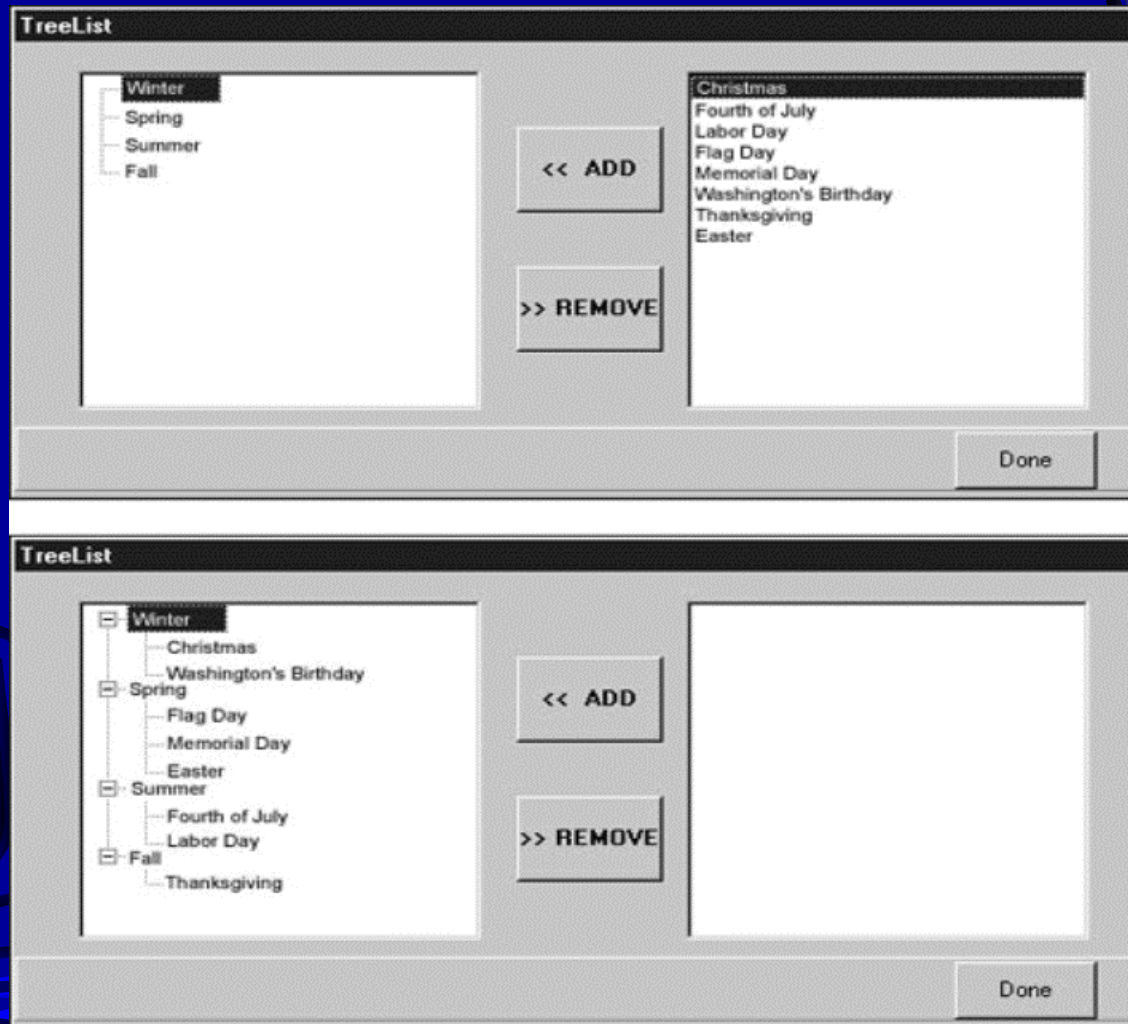 TreeList
Winter
Spring
Summer
Fall
<< ADD
>> REMOVE
Christmas
Fourth of July
Labor Day
Flag Day
Memorial Day
Washington's Birthday
Thanksgiving
Easter
Done
TreeList
Winter
Christmas
Washington's Birthday
Spring
Flag Day
Memorial Day
Easter
Summer
Fourth of July
Labor Day
Fall
Thanksgiving
<< ADD
>> REMOVE
Done